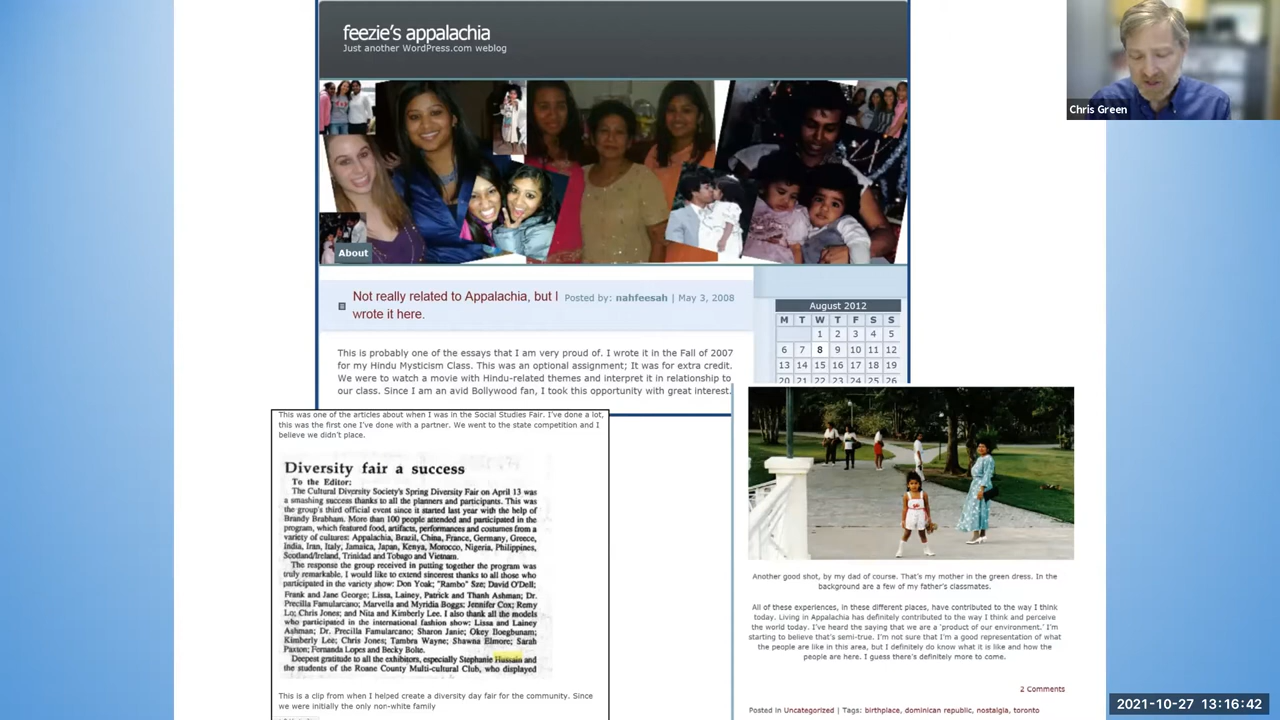 feezie's appalachia
Just another WordPress.com weblog
Chris Green
About
Not really related to Appalachia, but I
wrote it here.
Posted by: nahfeesah | May 3, 2008
This is probably one of the essays that I am very proud of. I wrote it in the Fall of 2007
for my Hindu Mysticism Class. This was an optional assignment; It was for extra credit.
We were to watch a movie with Hindu-related themes and interpret it in relationship to
our class. Since I am an avid Bollywood fan, I took this opportunity with great interest.
August 2012
M T W T F S S
1 2 3 4 5
6 7 8 9 10 11 12
13 14 15 16 17 18 19
20 21 22 23 24 25 26
This was one of the articles about when I was in the Social Studies Fair. I've done a lot,
this was the first one I've done with a partner. We went to the state competition and I
believe we didn't place.
Diversity fair a success
To the Editor:
The Cultural Diversity Society's Spring Diversity Fair on April 13 was
a smashing success thanks to all the planners and participants. This was
the group's third official event since it started last year with the help of
Brandy Brabham. More than 100 people attended and participated in the
program, which featured food, artifacts, performances and costumes from a
variety of cultures: Appalachia, Brazil, China, France, Germany, Greece,
India, Iran, Italy, Jamaica, Japan, Kenya, Morocco, Nigeria, Philippines,
Scotland/Ireland, Trinidad and Tobago and Vietnam.
The response the group received in putting together the program was
truly remarkable. I would like to extend sincerest thanks to all those who
participated in the variety show: Don Yoak; "Rambo" Sze; David O'Dell;
Frank and Jane George; Lissa, Lainey, Patrick and Thanh Ashman; Dr.
Precilla Famularcano; Marvella and Myridia Boggs; Jennifer Cox; Remy
Lo; Chris Jones; and Nita and Kimberly Lee. I also thank all the models
who participated in the international fashion show: Lissa and Lainey
Ashman; Dr. Precilla Famularcano; Sharon Janie; Okey Iloegbunam;
Kimberly Lee; Chris Jones; Tambra Wayne; Shawna Elmore; Sarah
Paxton; Fernanda Lopes and Becky Bolte.
Deepest gratitude to all the exhibitors, especially Stephanie Hussain and
the students of the Roane County Multi-cultural Club, who displayed
This is a clip from when I helped create a diversity day fair for the community. Since
we were initially the only non-white family
Another good shot, by my dad of course. That's my mother in the green dress. In the
background are a few of my father's classmates.
All of these experiences, in these different places, have contributed to the way I think
today. Living in Appalachia has definitely contributed to the way I think and perceive
the world today. I've heard the saying that we are a 'product of our environment.' I'm
starting to believe that's semi-true. I'm not sure that I'm a good representation of what
the people are like in this area, but I definitely do know what it is like and how the
people are here. I guess there's definitely more to come.
2 Comments
Posted in Uncategorized | Tags: birthplace, dominican republic, nostalgia, toronto
2021-10-27 13:16:42